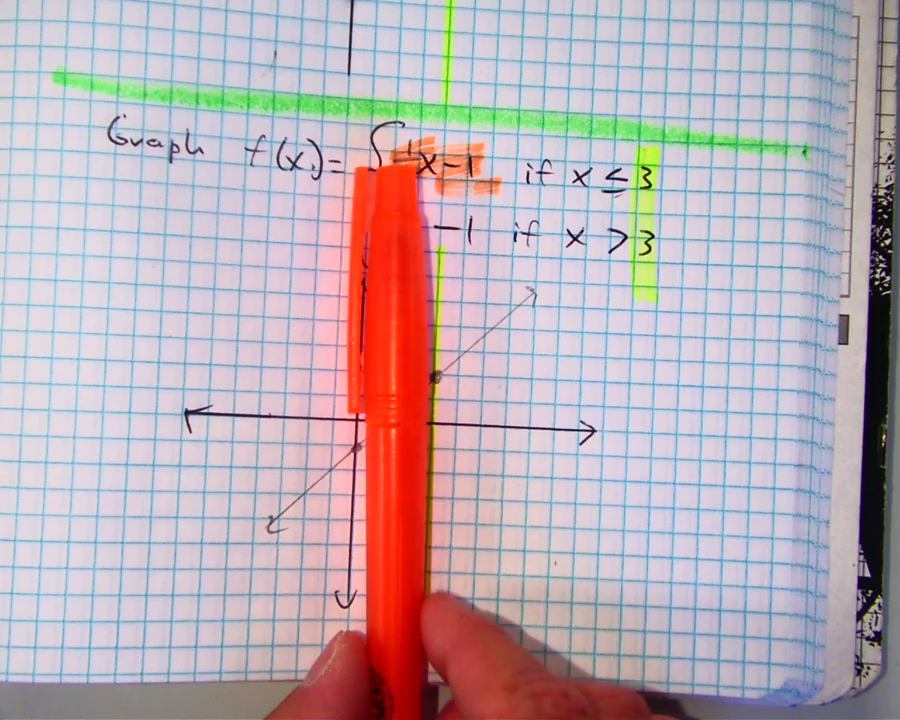 Graph f(x) = { x-1 if x ≤ 3
-1 if x > 3